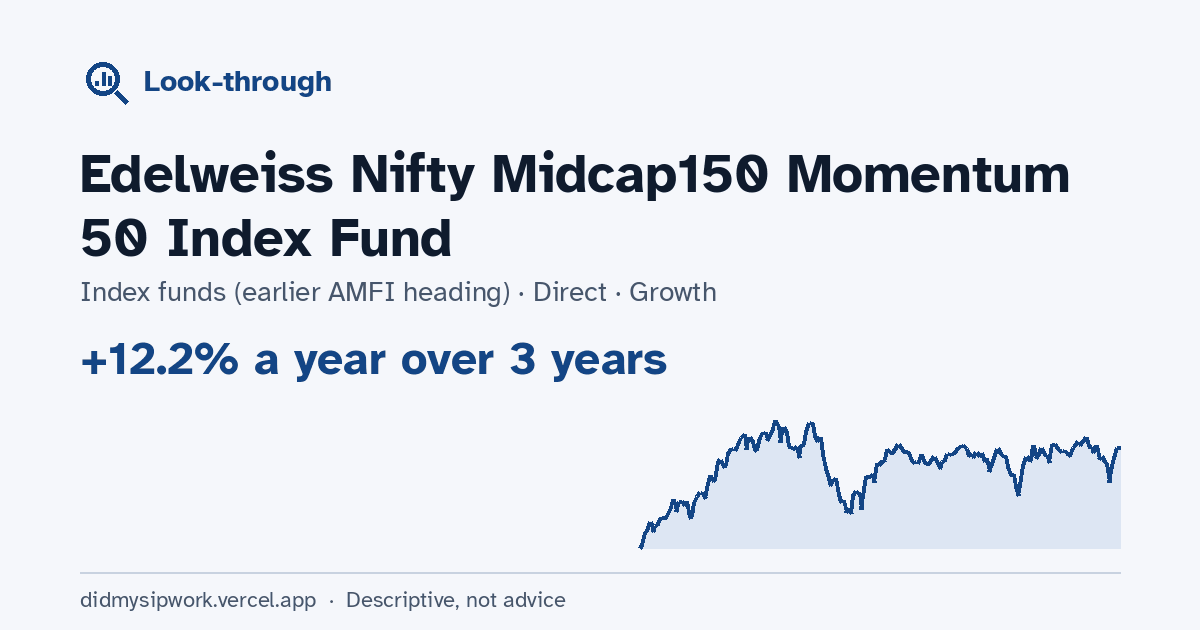 Look-through
Edelweiss Nifty Midcap150 Momentum
50 Index Fund
Index funds (earlier AMFI heading) · Direct · Growth
+12.2% a year over 3 years
didmysipwork.vercel.app · Descriptive, not advice